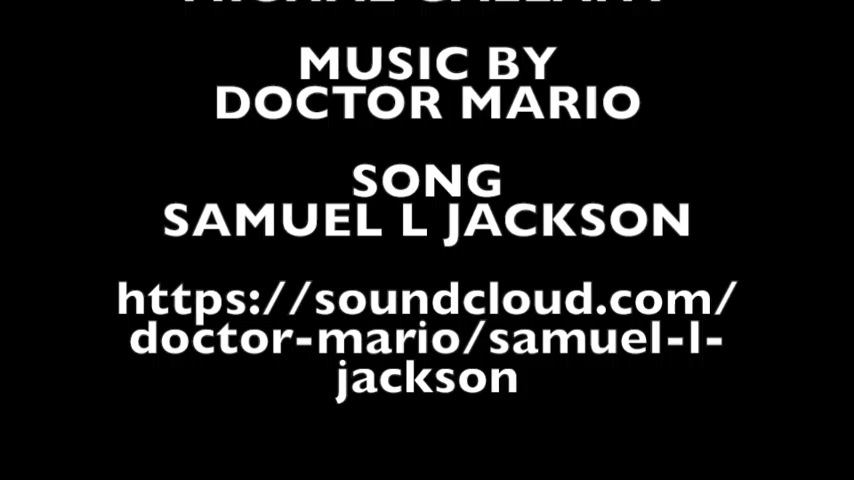 MUSIC BY
DOCTOR MARIO
SONG
SAMUEL L JACKSON
https://soundcloud.com/
doctor-mario/samuel-l-
jackson